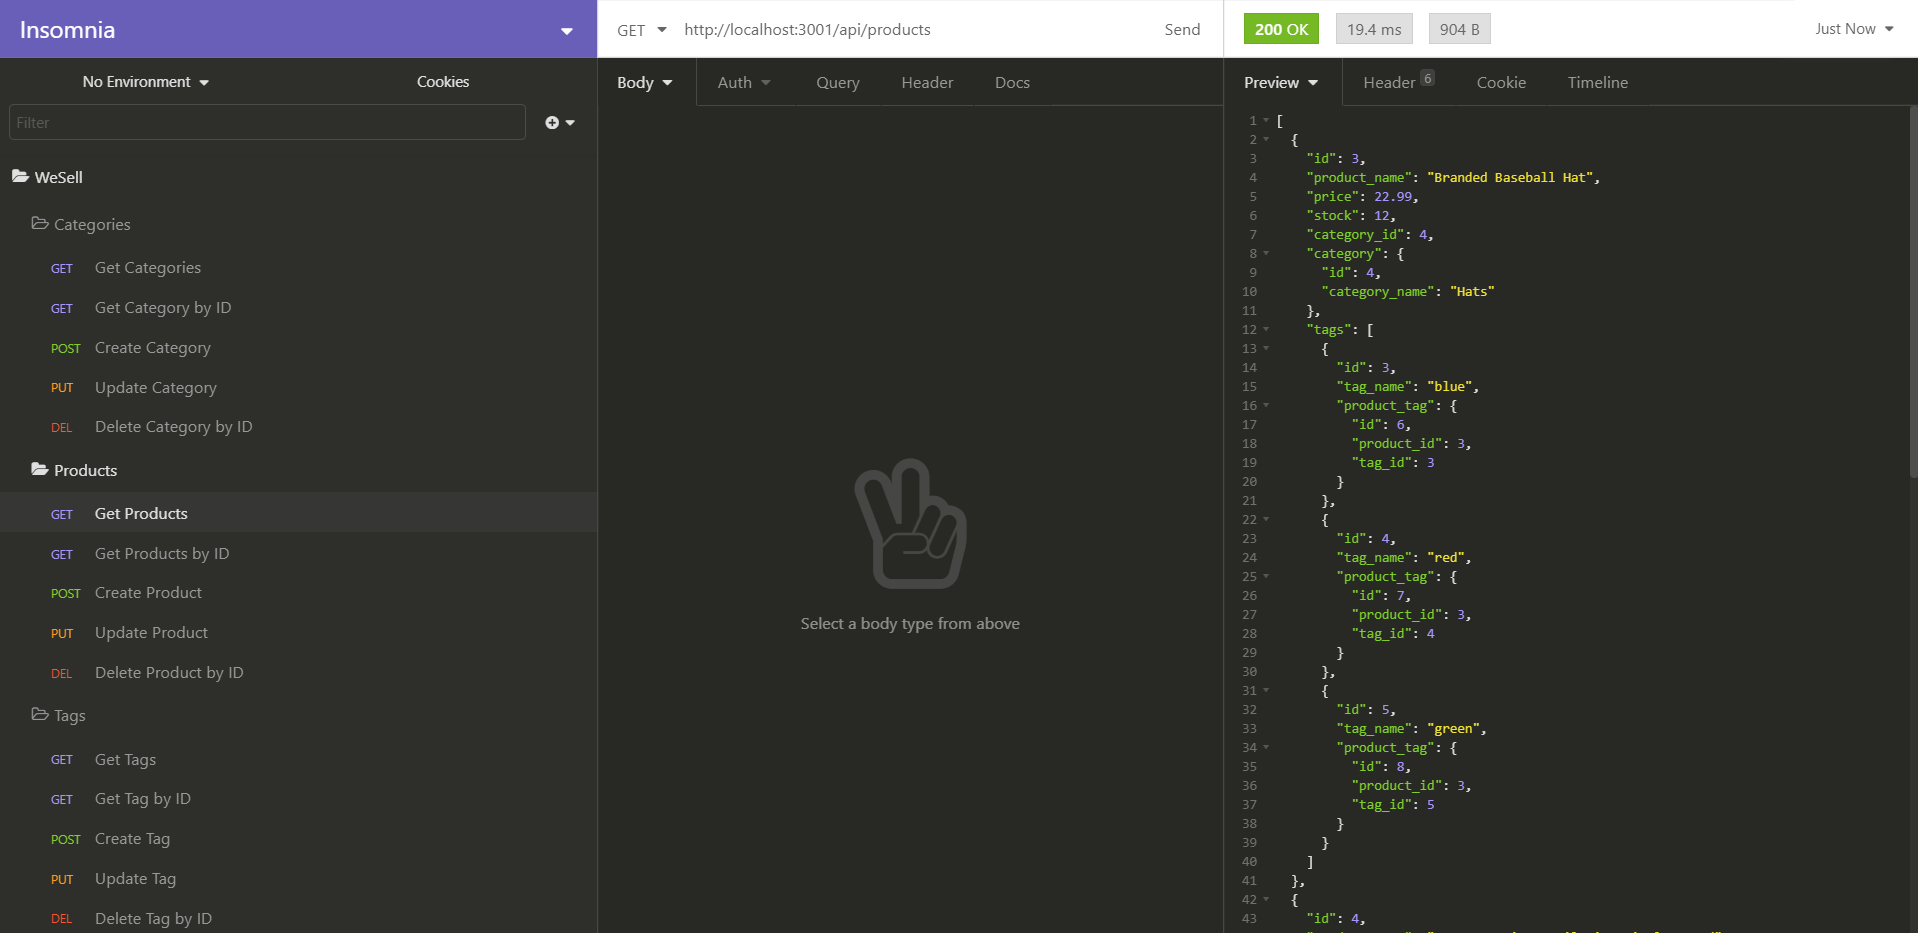 Insomnia
No Environment
Cookies
Filter
WeSell
Categories
GET Get Categories
GET Get Category by ID
POST Create Category
PUT Update Category
DEL Delete Category by ID
Products
GET Get Products
GET Get Products by ID
POST Create Product
PUT Update Product
DEL Delete Product by ID
Tags
GET Get Tags
GET Get Tag by ID
POST Create Tag
PUT Update Tag
DEL Delete Tag by ID
GET http://localhost:3001/api/products Send
Body Auth Query Header Docs
Select a body type from above
200 OK 19.4 ms 904 B Just Now
Preview Header 6 Cookie Timeline
1 [
2 {
3 "id": 3,
4 "product_name": "Branded Baseball Hat",
5 "price": 22.99,
6 "stock": 12,
7 "category_id": 4,
8 "category": {
9 "id": 4,
10 "category_name": "Hats"
11 },
12 "tags": [
13 {
14 "id": 3,
15 "tag_name": "blue",
16 "product_tag": {
17 "id": 6,
18 "product_id": 3,
19 "tag_id": 3
20 }
21 },
22 {
23 "id": 4,
24 "tag_name": "red",
25 "product_tag": {
26 "id": 7,
27 "product_id": 3,
28 "tag_id": 4
29 }
30 },
31 {
32 "id": 5,
33 "tag_name": "green",
34 "product_tag": {
35 "id": 8,
36 "product_id": 3,
37 "tag_id": 5
38 }
39 }
40 ]
41 },
42 {
43 "id": 4,